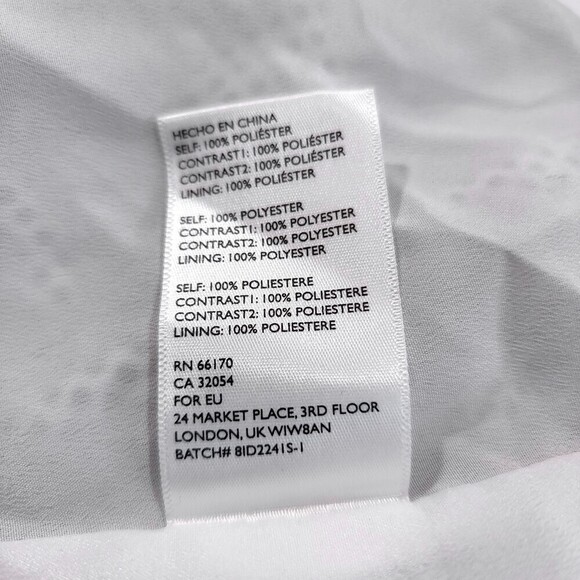 HECHO EN CHINA
SELF: 100% POLIÉSTER
CONTRAST1: 100% POLIÉSTER
CONTRAST2: 100% POLIÉSTER
LINING: 100% POLIÉSTER
SELF: 100% POLYESTER
CONTRAST1: 100% POLYESTER
CONTRAST2: 100% POLYESTER
LINING: 100% POLYESTER
SELF: 100% POLIESTERE
CONTRAST1: 100% POLIESTERE
CONTRAST2: 100% POLIESTERE
LINING: 100% POLIESTERE
RN 66170
CA 32054
FOR EU
24 MARKET PLACE, 3RD FLOOR
LONDON, UK W1W8AN
BATCH# 81D2241S-1